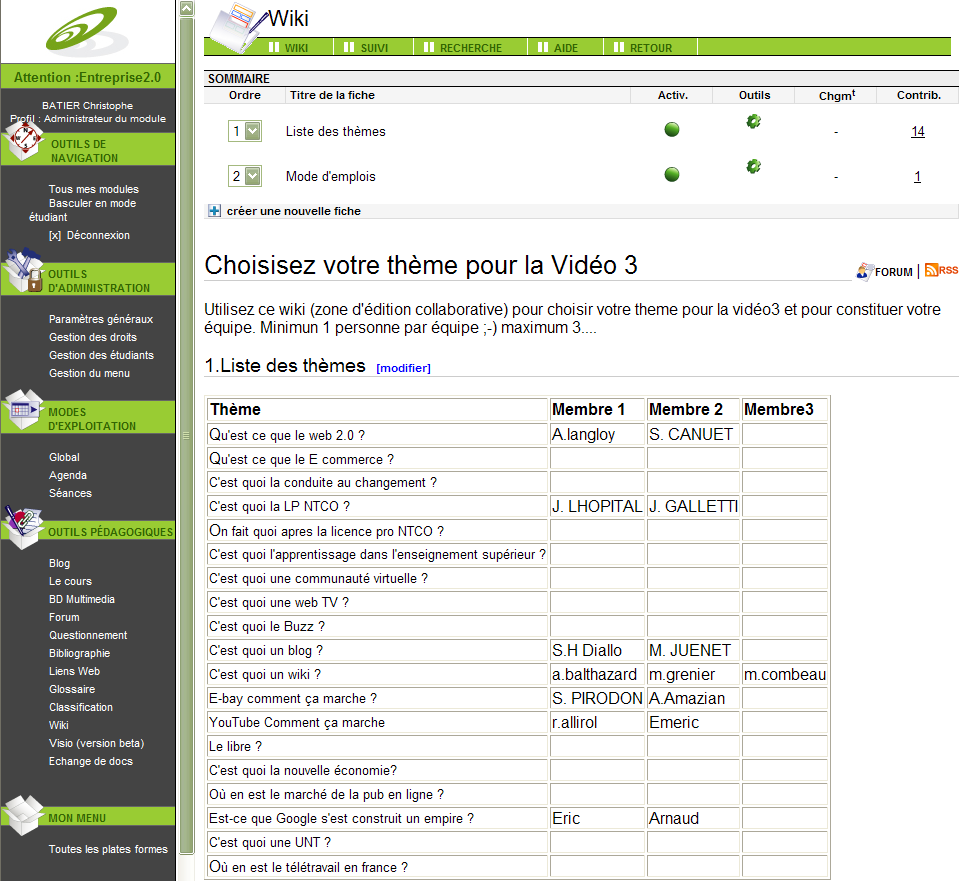 Attention :Entreprise2.0
BATIER Christophe
Profil : Administrateur du module
OUTILS DE
NAVIGATION
Tous mes modules
Basculer en mode
étudiant
[x] Déconnexion
OUTILS
D'ADMINISTRATION
Paramètres généraux
Gestion des droits
Gestion des étudiants
Gestion du menu
MODES
D'EXPLOITATION
Global
Agenda
Séances
OUTILS PÉDAGOGIQUES
Blog
Le cours
BD Multimedia
Forum
Questionnement
Bibliographie
Liens Web
Glossaire
Classification
Wiki
Visio (version beta)
Echange de docs
MON MENU
Toutes les plates formes
Wiki
WIKI SUIVI RECHERCHE AIDE RETOUR
SOMMAIRE
Ordre Titre de la fiche Activ. Outils Chgmt Contrib.
1 Liste des thèmes - 14
2 Mode d'emplois - 1
créer une nouvelle fiche
Choisisez votre thème pour la Vidéo 3
FORUM | RSS
Utilisez ce wiki (zone d'édition collaborative) pour choisir votre theme pour la vidéo3 et pour constituer votre
équipe. Minimun 1 personne par équipe ;-) maximum 3....
1.Liste des thèmes [modifier]
Thème Membre 1 Membre 2 Membre3
Qu'est ce que le web 2.0 ? A.langloy S. CANUET
Qu'est ce que le E commerce ?
C'est quoi la conduite au changement ?
C'est quoi la LP NTCO ? J. LHOPITAL J. GALLETTI
On fait quoi apres la licence pro NTCO ?
C'est quoi l'apprentissage dans l'enseignement supérieur ?
C'est quoi une communauté virtuelle ?
C'est quoi une web TV ?
C'est quoi le Buzz ?
C'est quoi un blog ? S.H Diallo M. JUENET
C'est quoi un wiki ? a.balthazard m.grenier m.combeau
E-bay comment ça marche ? S. PIRODON A.Amazian
YouTube Comment ça marche r.allirol Emeric
Le libre ?
C'est quoi la nouvelle économie?
Où en est le marché de la pub en ligne ?
Est-ce que Google s'est construit un empire ? Eric Arnaud
C'est quoi une UNT ?
Où en est le télétravail en france ?